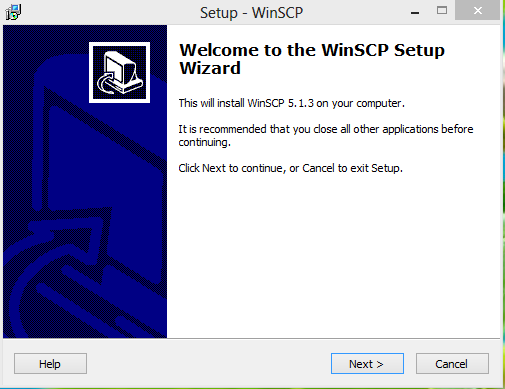 Setup - WinSCP
Welcome to the WinSCP Setup
Wizard
This will install WinSCP 5.1.3 on your computer.
It is recommended that you close all other applications before
continuing.
Click Next to continue, or Cancel to exit Setup.
Help
Next >
Cancel